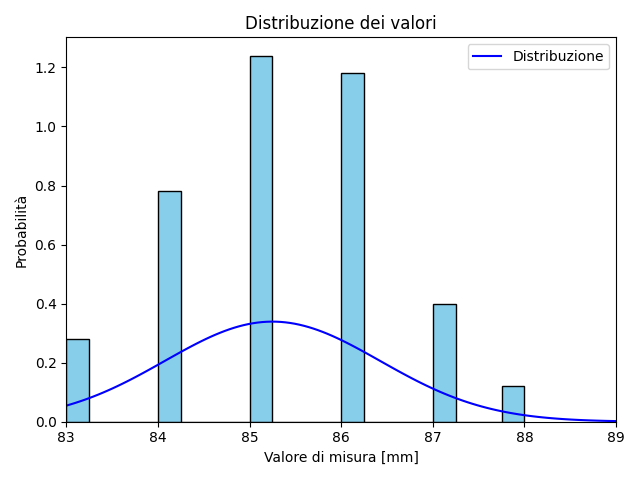 Distribuzione dei valori
Distribuzione
Probabilità
1.2
1.0
0.8
0.6
0.4
0.2
0.0
83 84 85 86 87 88 89
Valore di misura [mm]